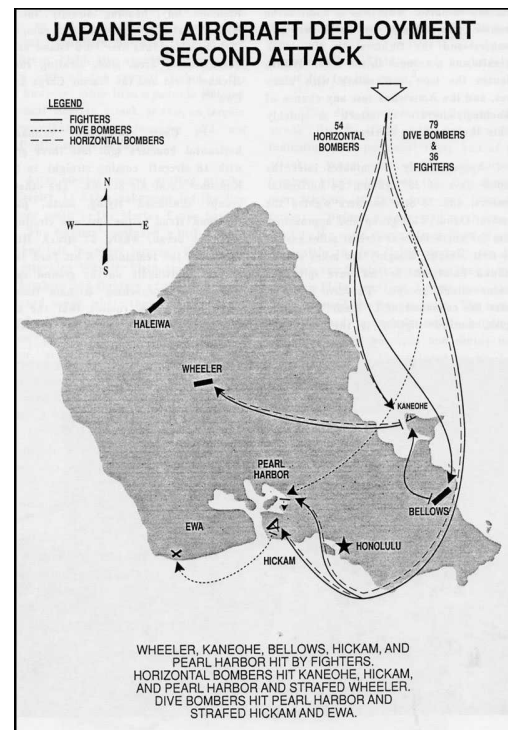 JAPANESE AIRCRAFT DEPLOYMENT
SECOND ATTACK
LEGEND
FIGHTERS
DIVE BOMBERS
HORIZONTAL BOMBERS
54
HORIZONTAL
BOMBERS
79
DIVE BOMBERS
&
36
FIGHTERS
N
W
E
S
HALEIWA
WHEELER
KANEOHE
PEARL
HARBOR
BELLOWS
EWA
HONOLULU
HICKAM
WHEELER, KANEOHE, BELLOWS, HICKAM, AND
PEARL HARBOR HIT BY FIGHTERS.
HORIZONTAL BOMBERS HIT KANEOHE, HICKAM,
AND PEARL HARBOR AND STRAFED WHEELER.
DIVE BOMBERS HIT PEARL HARBOR AND
STRAFED HICKAM AND EWA.